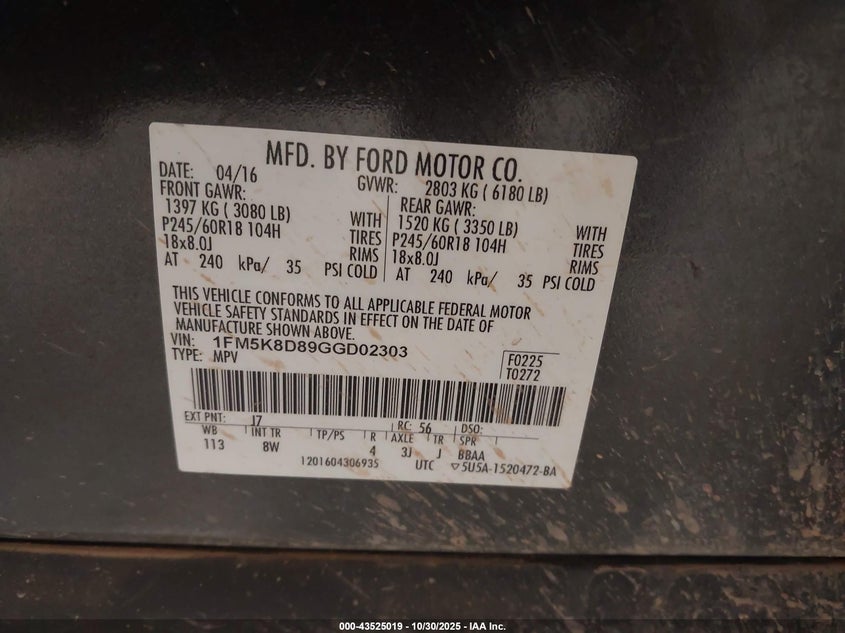 MFD. BY FORD MOTOR CO.
DATE: 04/16 GVWR: 2803 KG ( 6180 LB)
FRONT GAWR: REAR GAWR:
1397 KG ( 3080 LB) WITH 1520 KG ( 3350 LB) WITH
P245/60R18 104H TIRES P245/60R18 104H TIRES
18x8.0J RIMS 18x8.0J RIMS
AT 240 kPa/ 35 PSI COLD AT 240 kPa/ 35 PSI COLD
THIS VEHICLE CONFORMS TO ALL APPLICABLE FEDERAL MOTOR
VEHICLE SAFETY STANDARDS IN EFFECT ON THE DATE OF
MANUFACTURE SHOWN ABOVE.
VIN: 1FM5K8D89GGD02303
TYPE: MPV
F0225
T0272
EXT PNT: J7 RC: 56 DSO:
WB INT TR TP/PS R AXLE TR SPR
113 8W 4 3J J BBAA
1201604306935 UTC ▽5U5A-1520472-BA
000-43525019 - 10/30/2025 - IAA Inc.